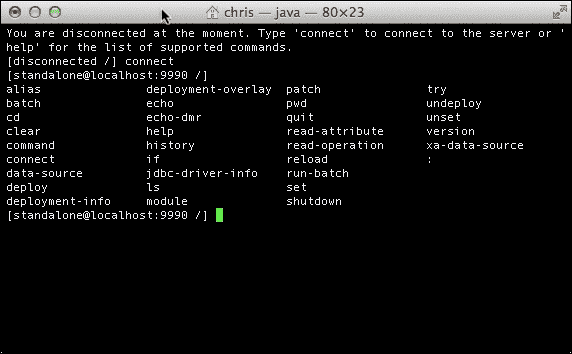 chris — java — 80×23
You are disconnected at the moment. Type 'connect' to connect to the server or '
help' for the list of supported commands.
[disconnected /] connect
[standalone@localhost:9990 /]
alias deployment-overlay patch try
batch echo pwd undeploy
cd echo-dmr quit unset
clear help read-attribute version
command history read-operation xa-data-source
connect if reload :
data-source jdbc-driver-info run-batch
deploy ls set
deployment-info module shutdown
[standalone@localhost:9990 /]